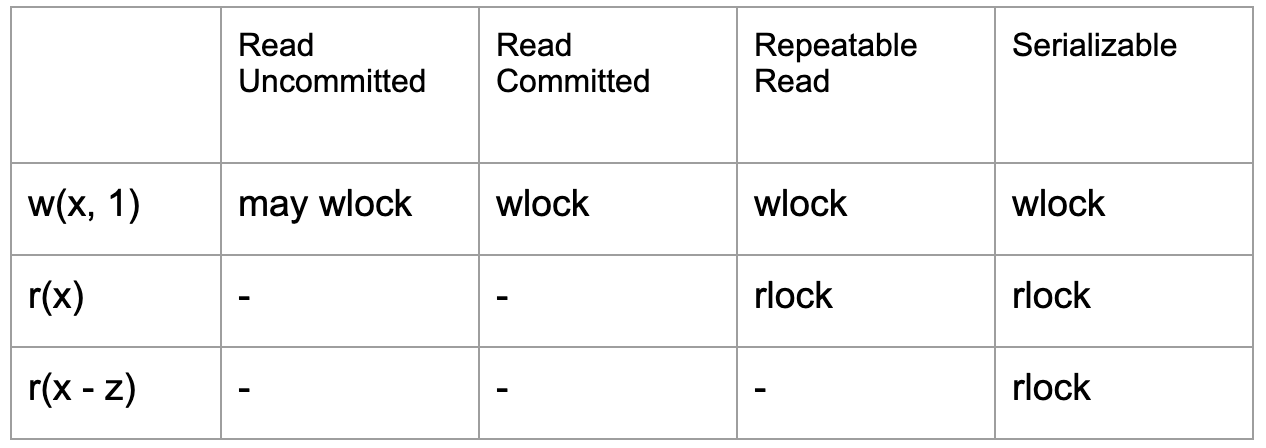 Read Uncommitted
Read Committed
Repeatable Read
Serializable
w(x, 1)
may wlock
wlock
wlock
wlock
r(x)
-
-
rlock
rlock
r(x - z)
-
-
-
rlock